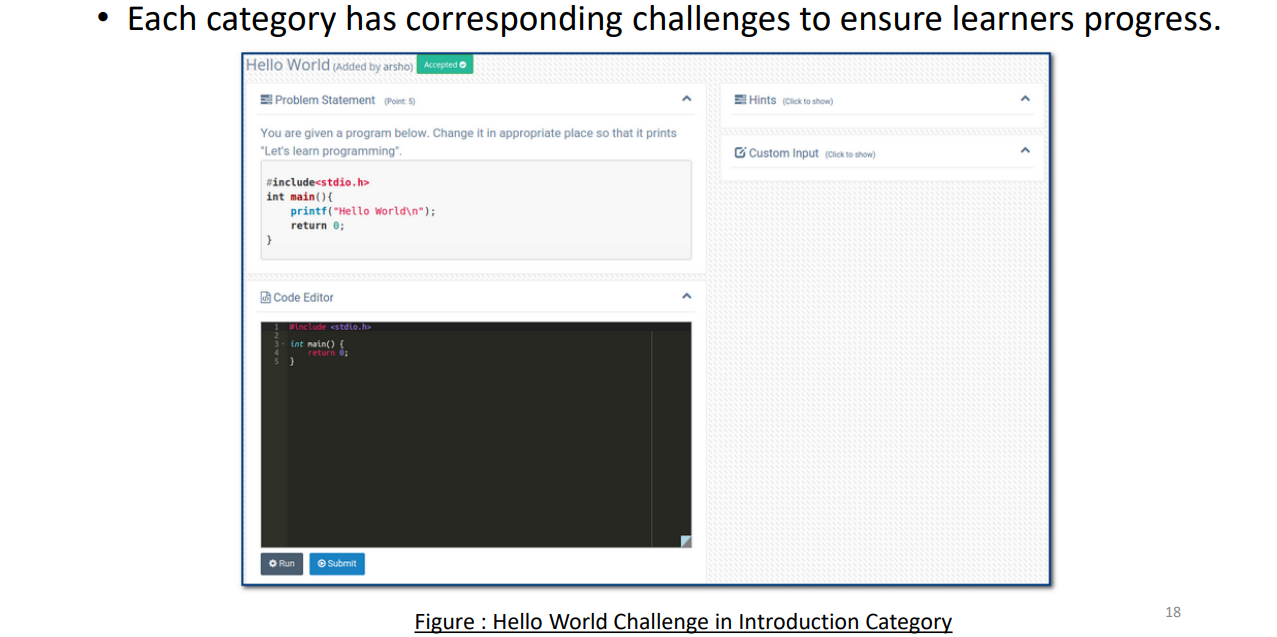 • Each category has corresponding challenges to ensure learners progress.
Hello World (Added by arsho) Accepted
Problem Statement (Point: 5)
You are given a program below. Change it in appropriate place so that it prints
"Let's learn programming".
#include<stdio.h>
int main(){
    printf("Hello World\n");
    return 0;
}
Code Editor
1 #include <stdio.h>
2
3 int main() {
4     return 0;
5 }
Run Submit
Hints (Click to show)
Custom Input (Click to show)
Figure : Hello World Challenge in Introduction Category
18